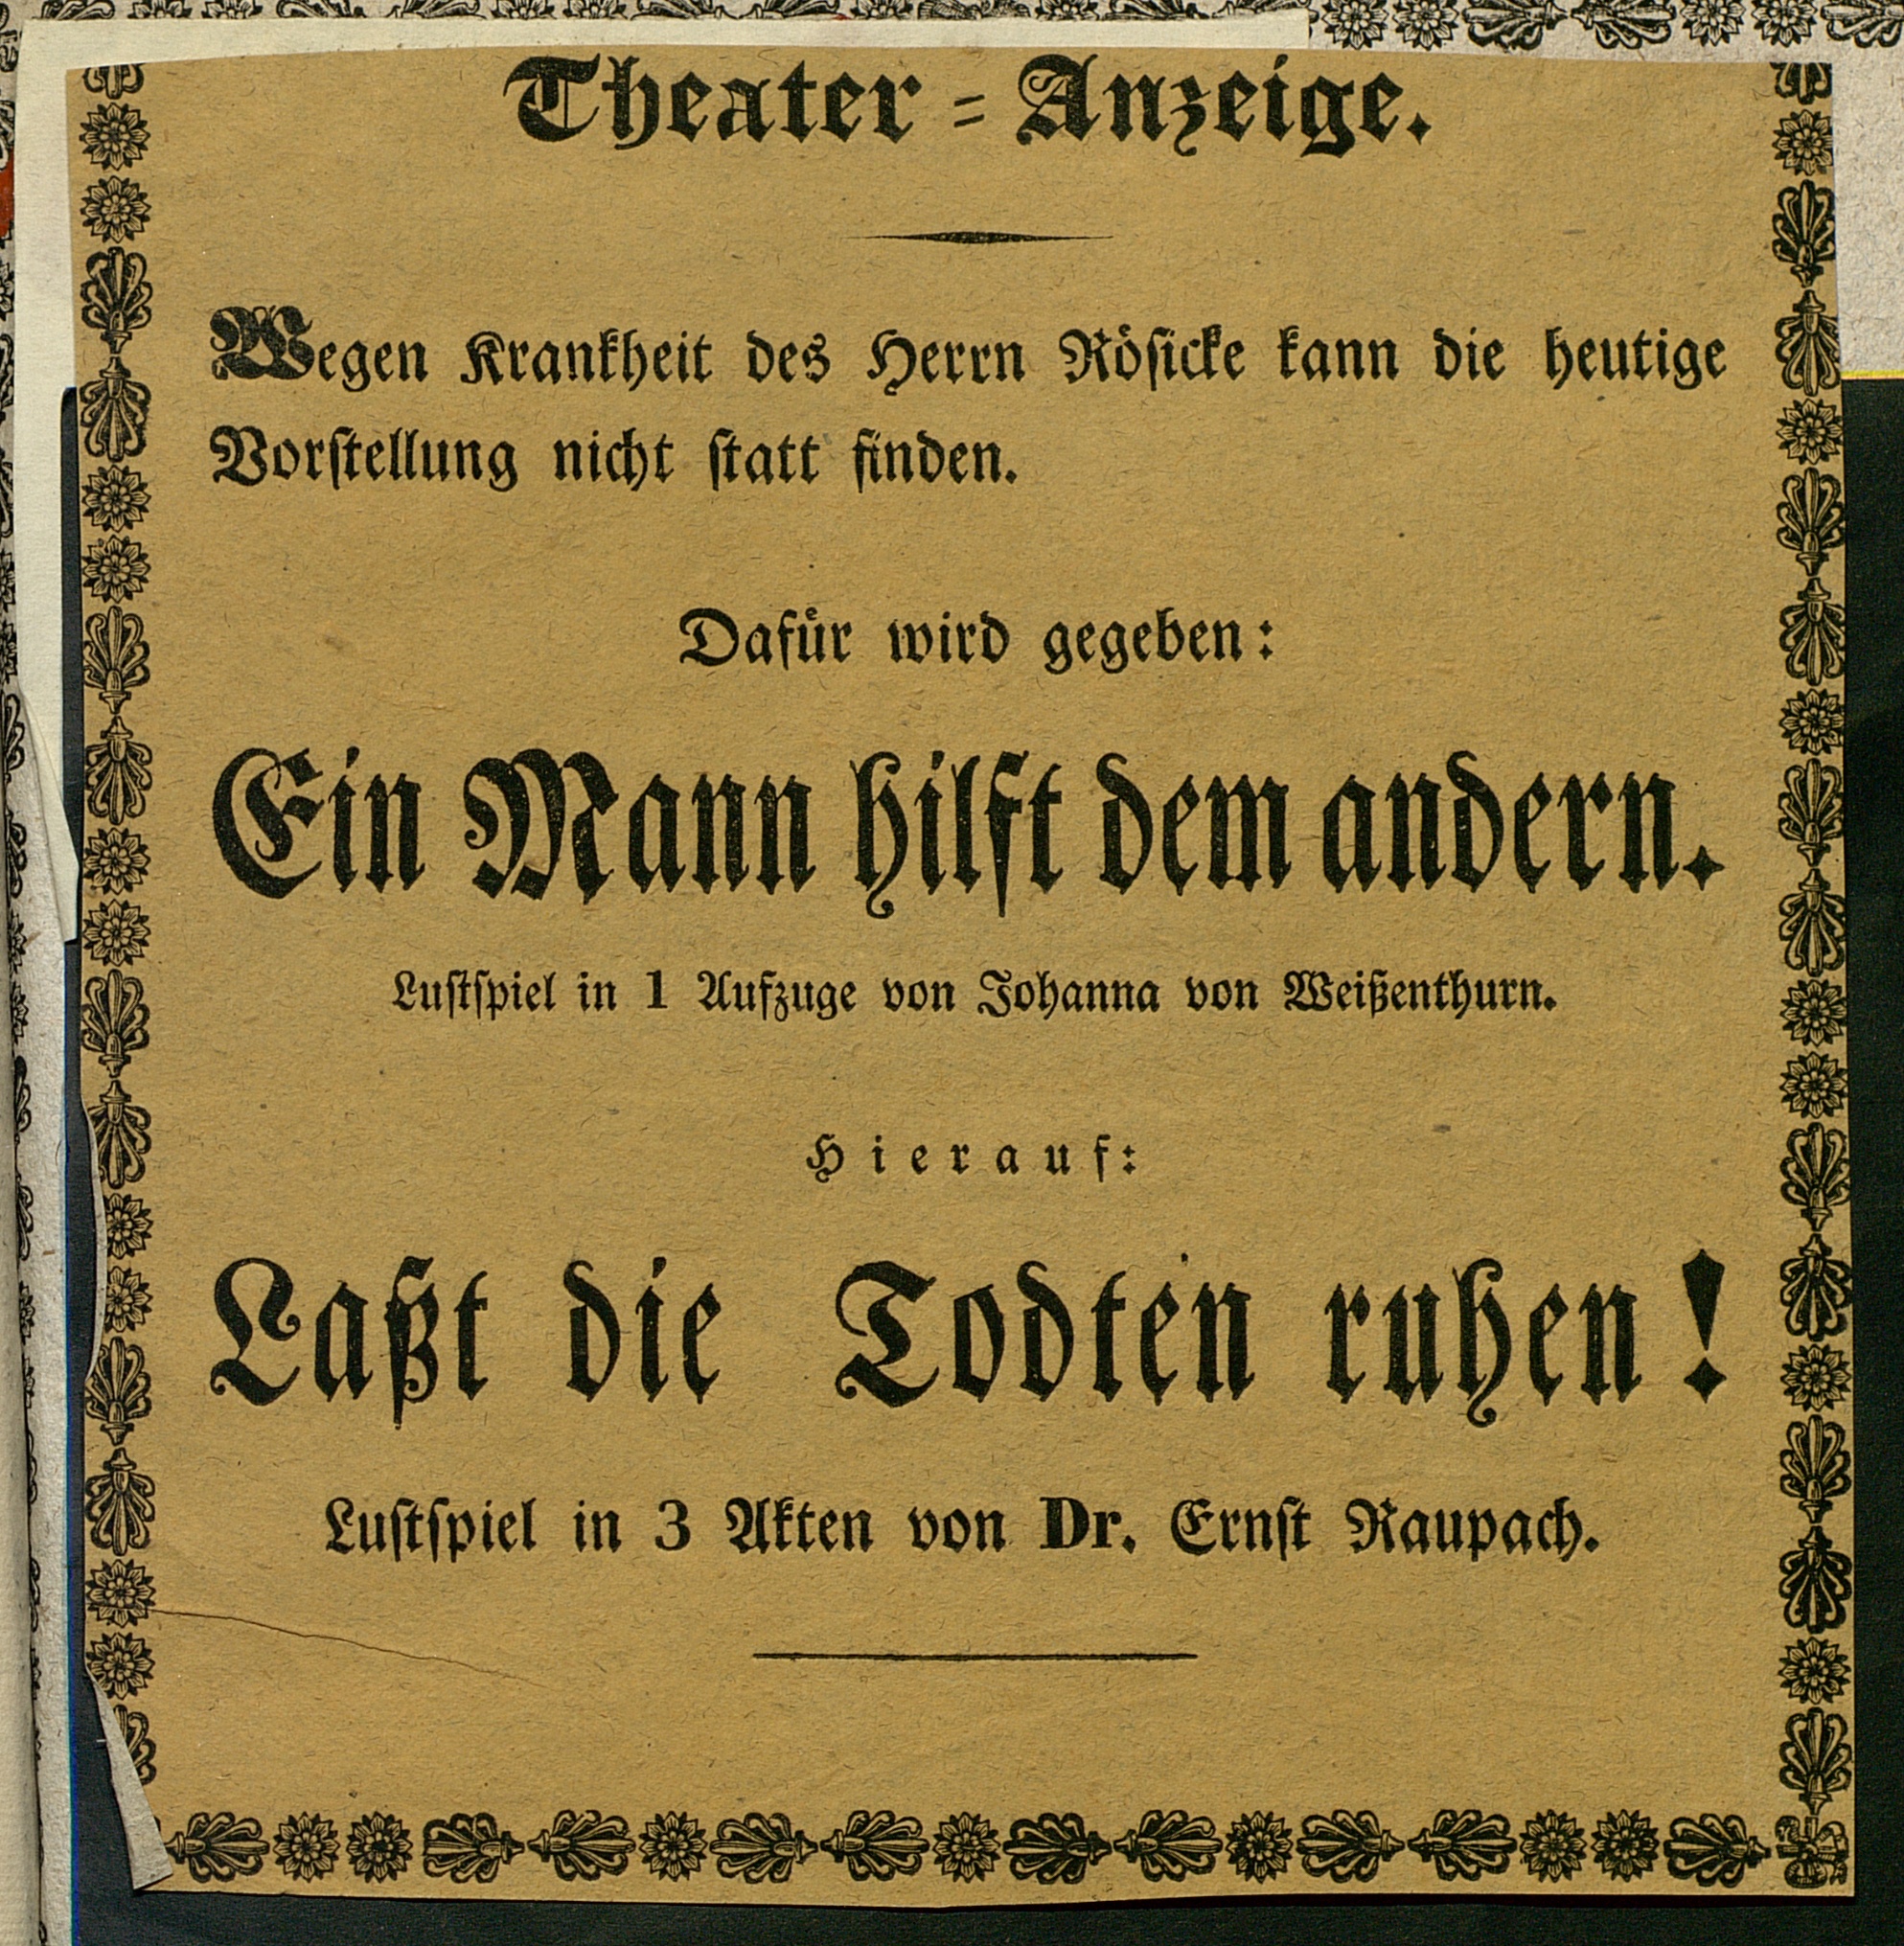 Theater-Anzeige.
Wegen Krankheit des Herrn Rösicke kann die heutige
Vorstellung nicht statt finden.
Dafür wird gegeben:
Ein Mann hilft dem andern.
Lustspiel in 1 Aufzuge von Johanna von Weißenthurn.
Hierauf:
Laßt die Todten ruhen!
Lustspiel in 3 Akten von Dr. Ernst Raupach.